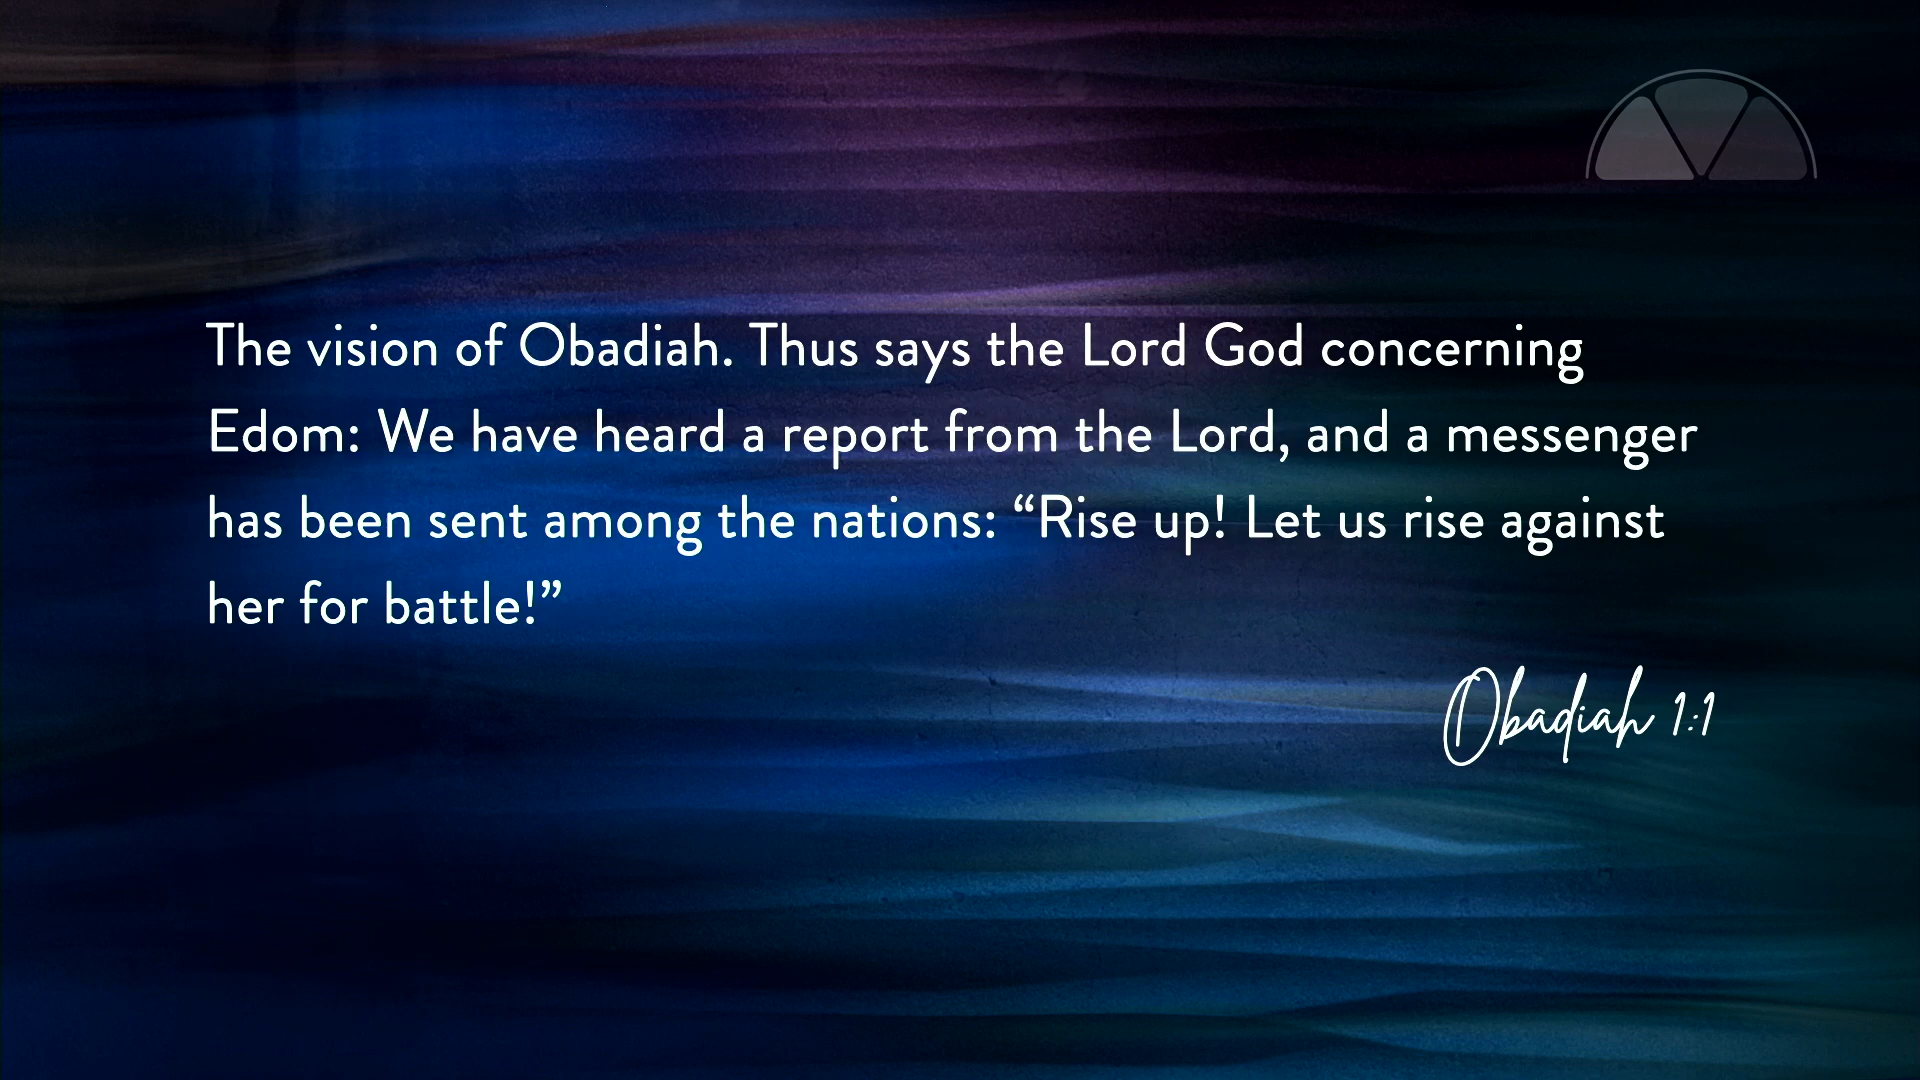 The vision of Obadiah. Thus says the Lord God concerning
Edom: We have heard a report from the Lord, and a messenger
has been sent among the nations: “Rise up! Let us rise against
her for battle!”
Obadiah 1:1